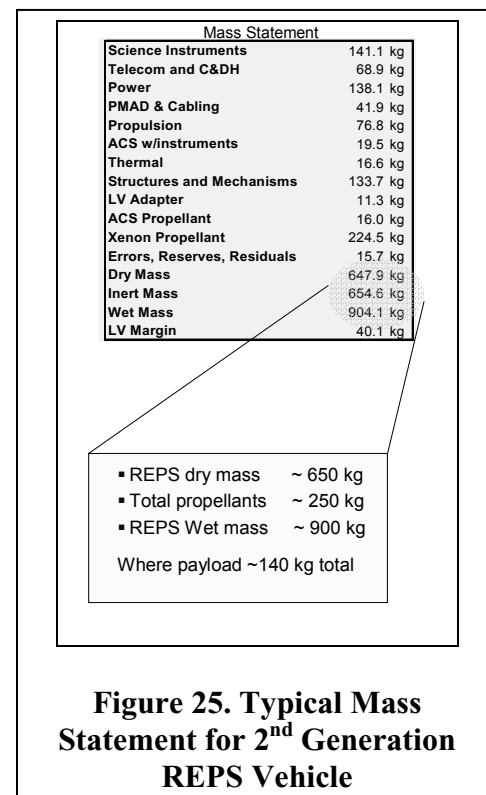 Mass Statement
Science Instruments 141.1 kg
Telecom and C&DH 68.9 kg
Power 138.1 kg
PMAD & Cabling 41.9 kg
Propulsion 76.8 kg
ACS w/instruments 19.5 kg
Thermal 16.6 kg
Structures and Mechanisms 133.7 kg
LV Adapter 11.3 kg
ACS Propellant 16.0 kg
Xenon Propellant 224.5 kg
Errors, Reserves, Residuals 15.7 kg
Dry Mass 647.9 kg
Inert Mass 654.6 kg
Wet Mass 904.1 kg
LV Margin 40.1 kg
▪ REPS dry mass ~ 650 kg
▪ Total propellants ~ 250 kg
▪ REPS Wet mass ~ 900 kg
Where payload ~140 kg total
Figure 25. Typical Mass
Statement for 2nd Generation
REPS Vehicle